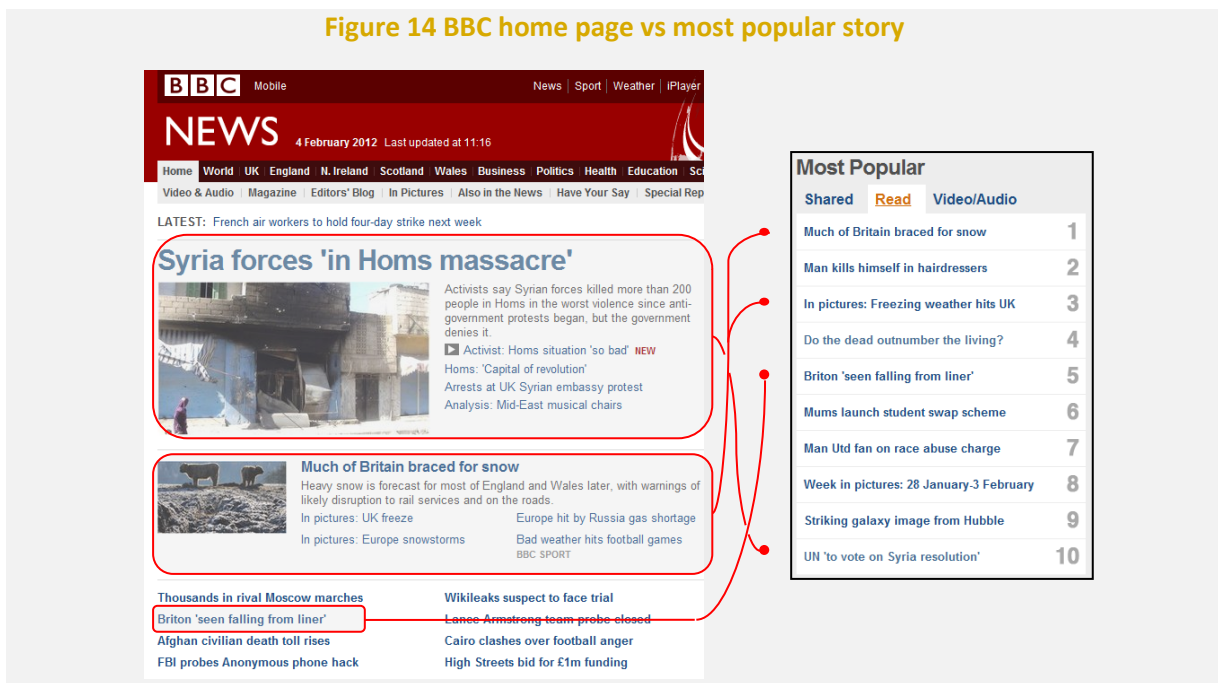 Figure 14 BBC home page vs most popular story
BBC Mobile News Sport Weather iPlayer
NEWS 4 February 2012 Last updated at 11:16
Home World UK England N. Ireland Scotland Wales Business Politics Health Education Sci
Video & Audio Magazine Editors' Blog In Pictures Also in the News Have Your Say Special Rep
LATEST: French air workers to hold four-day strike next week
Syria forces 'in Homs massacre'
Activists say Syrian forces killed more than 200
people in Homs in the worst violence since anti-
government protests began, but the government
denies it.
Activist: Homs situation 'so bad' NEW
Homs: 'Capital of revolution'
Arrests at UK Syrian embassy protest
Analysis: Mid-East musical chairs
Much of Britain braced for snow
Heavy snow is forecast for most of England and Wales later, with warnings of
likely disruption to rail services and on the roads.
In pictures: UK freeze
Europe hit by Russia gas shortage
In pictures: Europe snowstorms
Bad weather hits football games
BBC SPORT
Thousands in rival Moscow marches
Briton 'seen falling from liner'
Afghan civilian death toll rises
FBI probes Anonymous phone hack
Wikileaks suspect to face trial
Lance Armstrong team probe closed
Cairo clashes over football anger
High Streets bid for £1m funding
Most Popular
Shared Read Video/Audio
Much of Britain braced for snow 1
Man kills himself in hairdressers 2
In pictures: Freezing weather hits UK 3
Do the dead outnumber the living? 4
Briton 'seen falling from liner' 5
Mums launch student swap scheme 6
Man Utd fan on race abuse charge 7
Week in pictures: 28 January-3 February 8
Striking galaxy image from Hubble 9
UN 'to vote on Syria resolution' 10